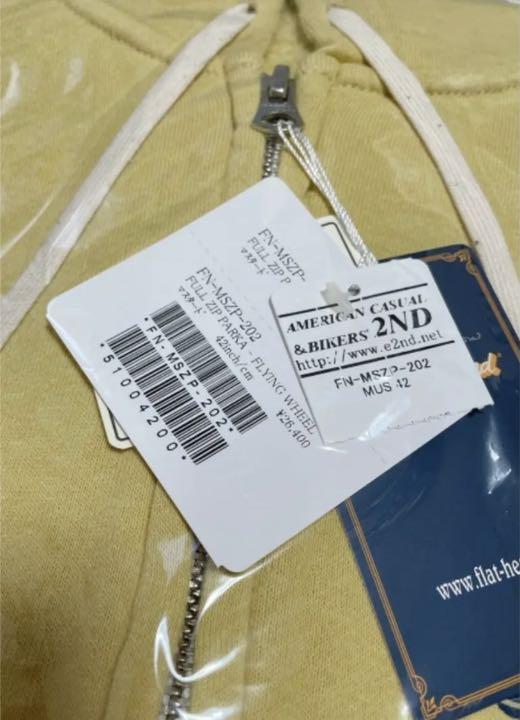 FN-MSZP-
FULL ZIP P
マスタード
FN-MSZP-202
FULL ZIP PARKA - FLYING WHEEL
マスタード
42inch/cm
¥26,400
*FN-MSZP-202*
*51004200*
AMERICAN CASUAL
&BIKERS' 2ND
http://www.e2nd.net
FN-MSZP-202
MUS 42
www.flat-he